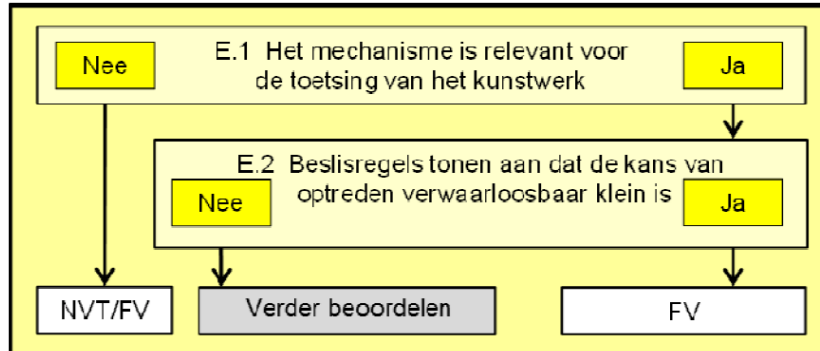 E.1 Het mechanisme is relevant voor
de toetsing van het kunstwerk
Nee
Ja
E.2 Beslisregels tonen aan dat de kans van
optreden verwaarloosbaar klein is
Nee
Ja
NVT/FV
Verder beoordelen
FV